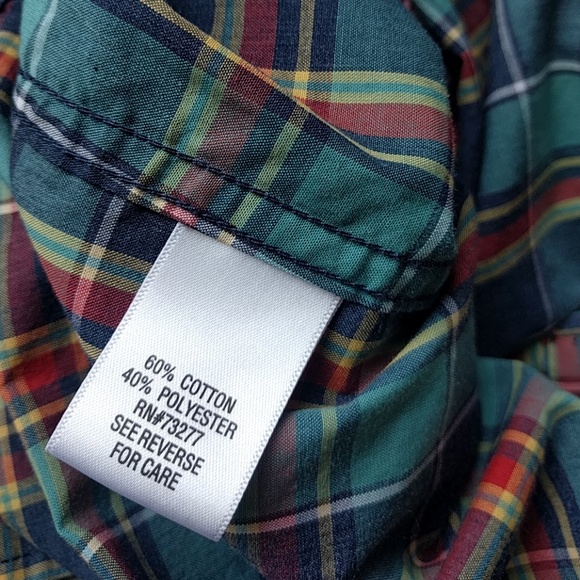 60% COTTON
40% POLYESTER
RN#73277
SEE REVERSE
FOR CARE